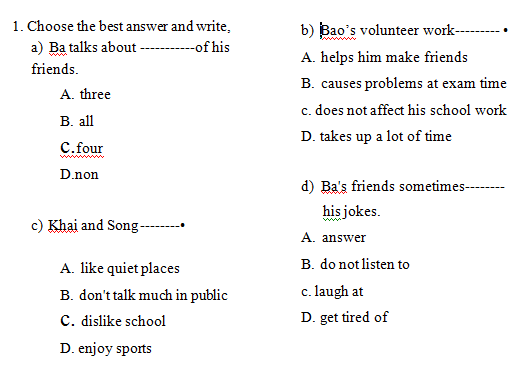 1. Choose the best answer and write,
a) Ba talks about -----------of his
friends.
A. three
B. all
C.four
D.non
c) Khai and Song--------•
A. like quiet places
B. don't talk much in public
C. dislike school
D. enjoy sports
b) Bao's volunteer work--------- •
A. helps him make friends
B. causes problems at exam time
c. does not affect his school work
D. takes up a lot of time
d) Ba's friends sometimes--------
his jokes.
A. answer
B. do not listen to
c. laugh at
D. get tired of